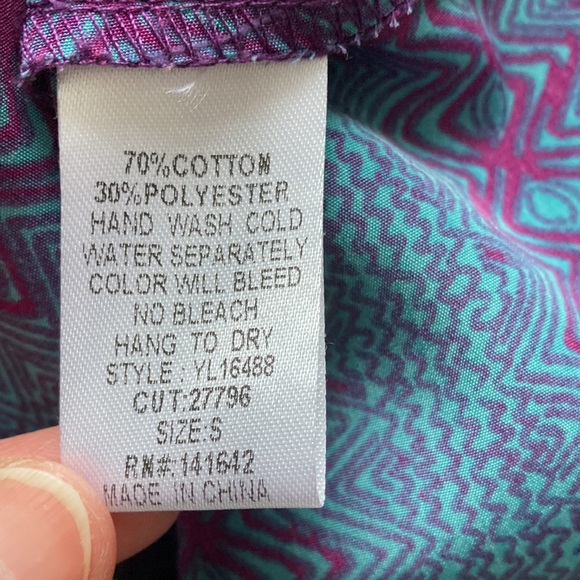 70%COTTON
30%POLYESTER
HAND WASH COLD
WATER SEPARATELY
COLOR WILL BLEED
NO BLEACH
HANG TO DRY
STYLE: YL16488
CUT:27796
SIZE:S
RN#:141642
MADE IN CHINA